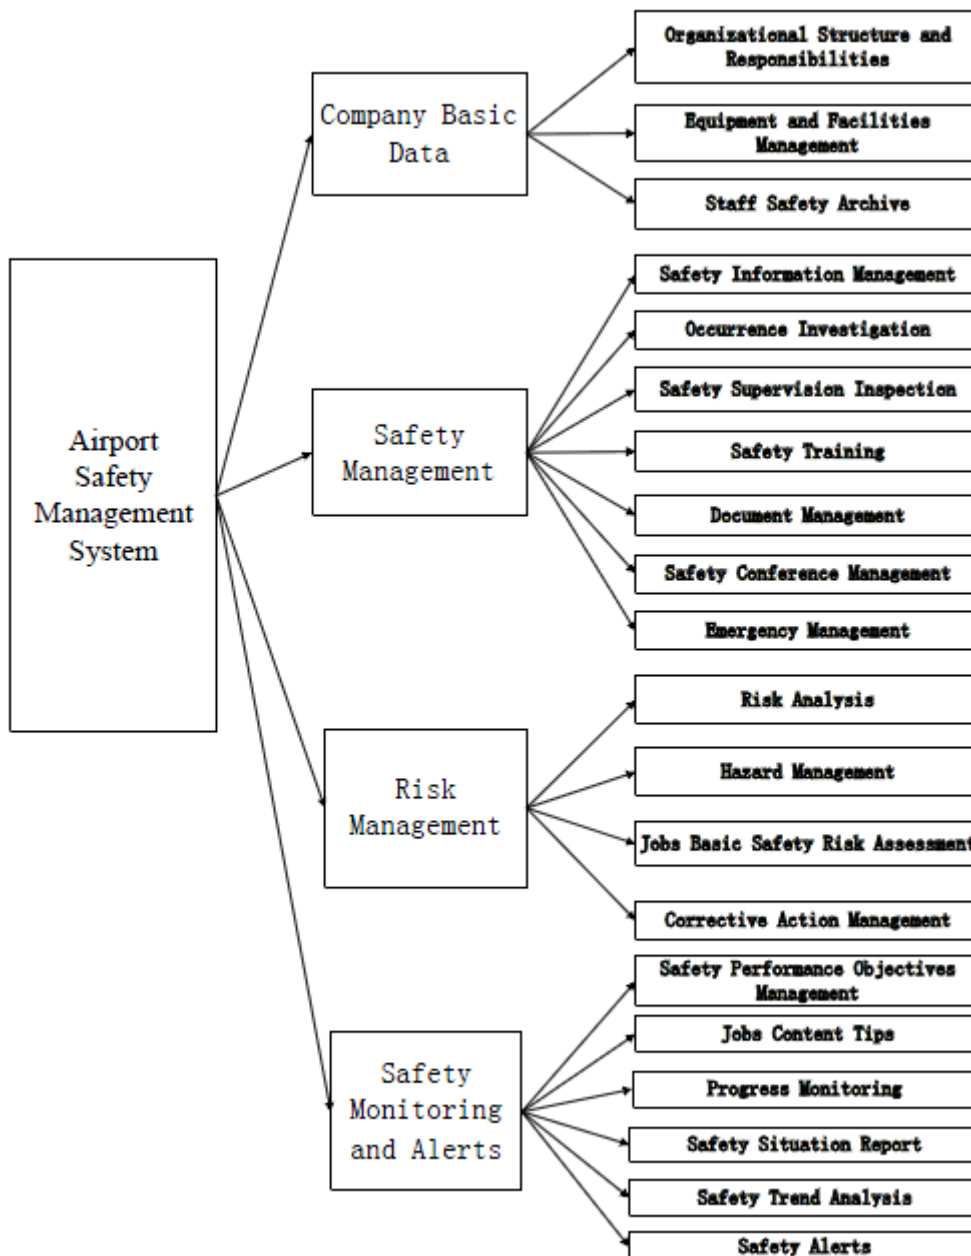 Airport
Safety
Management
System
Company Basic
Data
Organizational Structure and
Responsibilities
Equipment and Facilities
Management
Staff Safety Archive
Safety
Management
Safety Information Management
Occurrence Investigation
Safety Supervision Inspection
Safety Training
Document Management
Safety Conference Management
Emergency Management
Risk
Management
Risk Analysis
Hazard Management
Jobs Basic Safety Risk Assessment
Corrective Action Management
Safety
Monitoring
and Alerts
Safety Performance Objectives
Management
Jobs Content Tips
Progress Monitoring
Safety Situation Report
Safety Trend Analysis
Safety Alerts